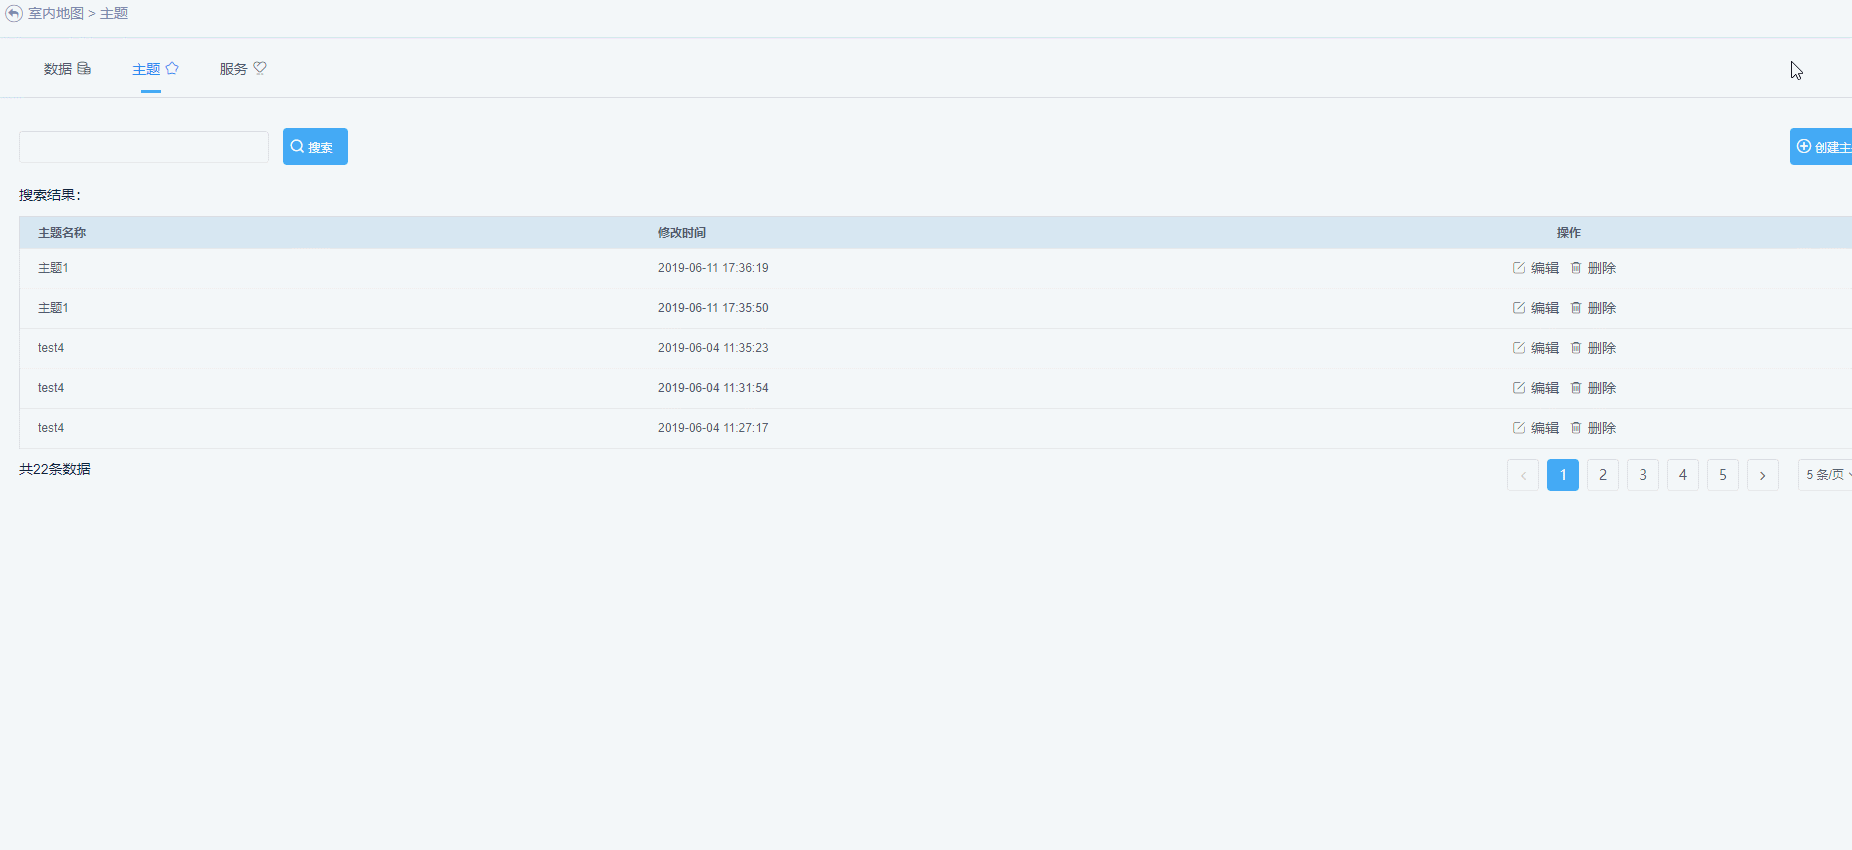 室内地图 > 主题
数据 主题 服务
搜索 创建主
搜索结果：
主题名称 修改时间 操作
主题1 2019-06-11 17:36:19 编辑 删除
主题1 2019-06-11 17:35:50 编辑 删除
test4 2019-06-04 11:35:23 编辑 删除
test4 2019-06-04 11:31:54 编辑 删除
test4 2019-06-04 11:27:17 编辑 删除
共22条数据 < 1 2 3 4 5 > 5 条/页